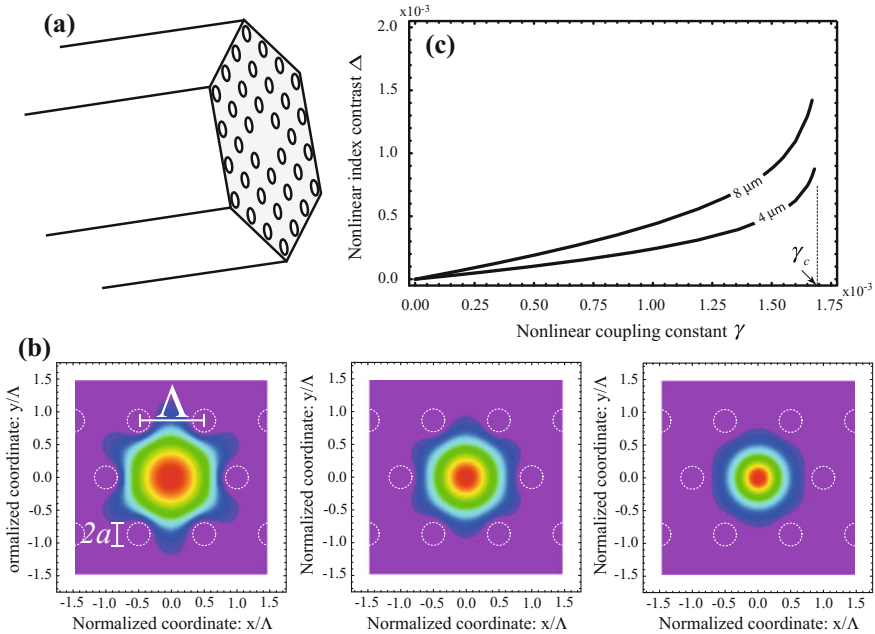 (a)
(c)
x10⁻³
2.0
1.5
1.0
0.5
0.0
Nonlinear index contrast Δ
8 μm
4 μm
γc
x10⁻³
0.00 0.25 0.50 0.75 1.00 1.25 1.50 1.75
Nonlinear coupling constant γ
(b)
ormalized coordinate: y/Λ
1.5
1.0
0.5
0.0
-0.5
-1.0
-1.5
Λ
2a
-1.5 -1.0 -0.5 0.0 0.5 1.0 1.5
Normalized coordinate: x/Λ
Normalized coordinate: y/Λ
1.5
1.0
0.5
0.0
-0.5
-1.0
-1.5
-1.5 -1.0 -0.5 0.0 0.5 1.0 1.5
Normalized coordinate: x/Λ
Normalized coordinate: y/Λ
1.5
1.0
0.5
0.0
-0.5
-1.0
-1.5
-1.5 -1.0 -0.5 0.0 0.5 1.0 1.5
Normalized coordinate: x/Λ